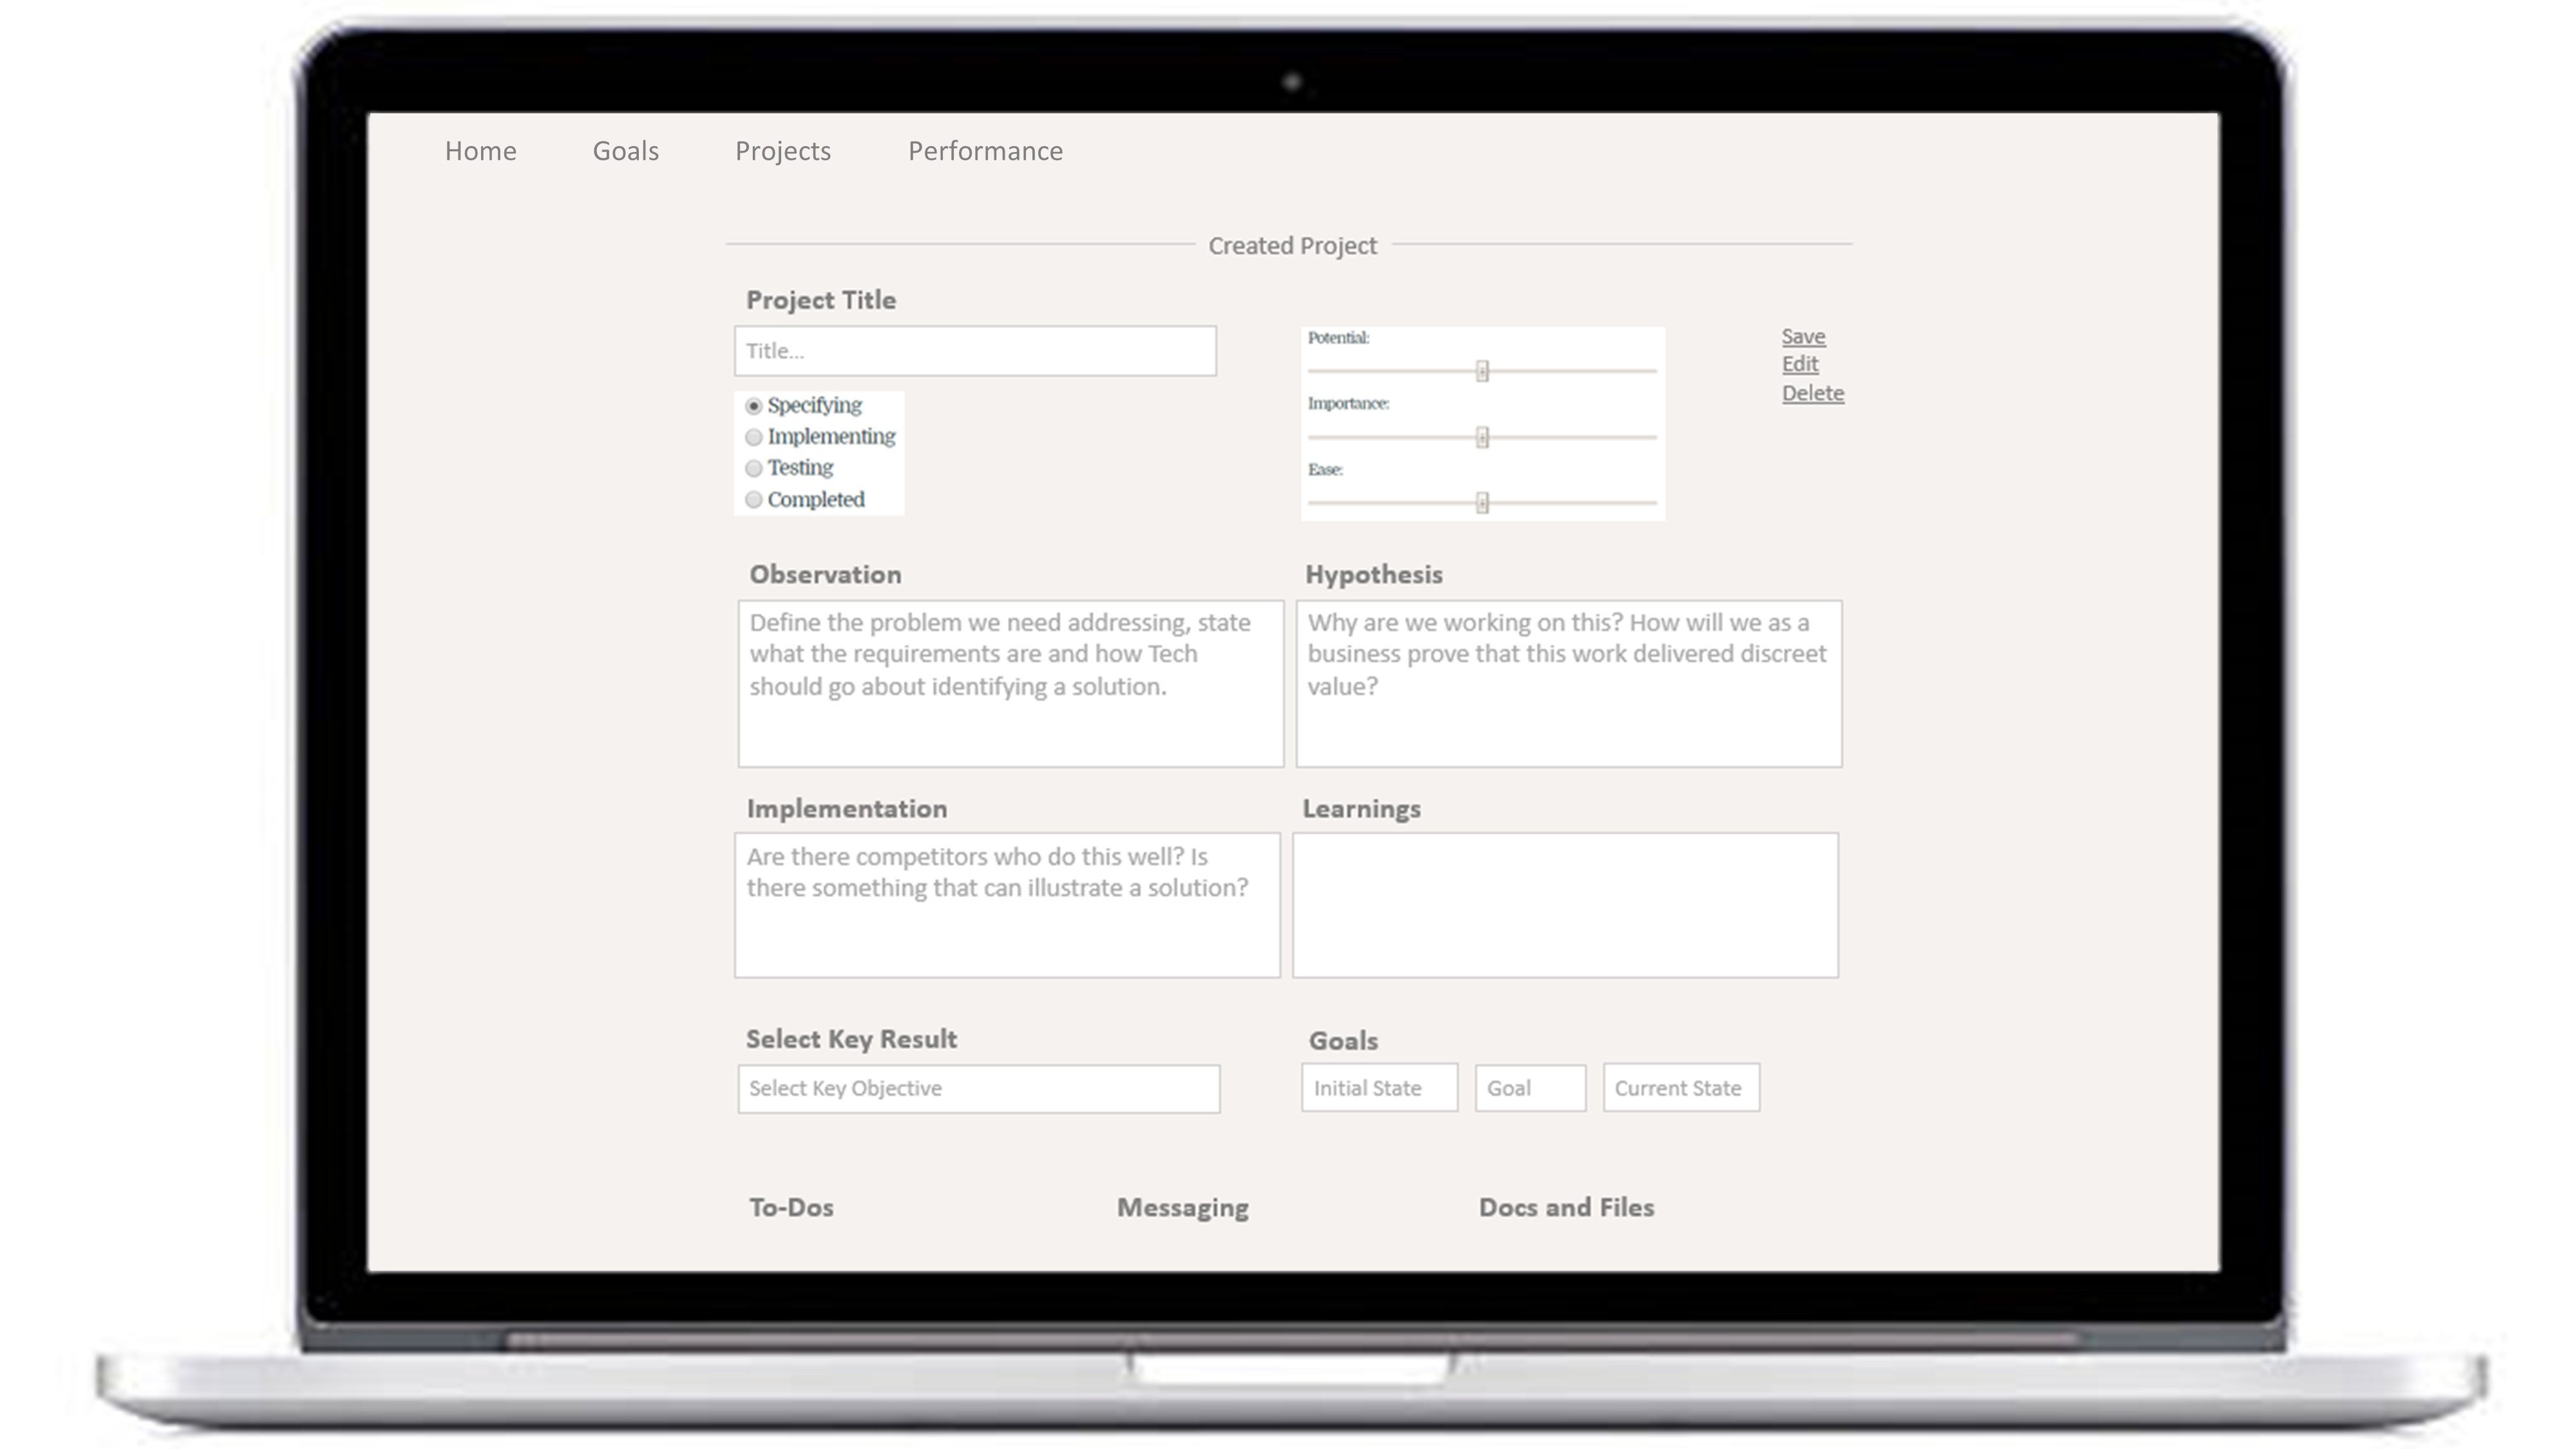 Home Goals Projects Performance
Created Project
Project Title
Title...
Specifying
Implementing
Testing
Completed
Potential:
Importance:
Ease:
Save
Edit
Delete
Observation
Define the problem we need addressing, state
what the requirements are and how Tech
should go about identifying a solution.
Hypothesis
Why are we working on this? How will we as a
business prove that this work delivered discreet
value?
Implementation
Are there competitors who do this well? Is
there something that can illustrate a solution?
Learnings
Select Key Result
Select Key Objective
Goals
Initial State Goal Current State
To-Dos Messaging Docs and Files